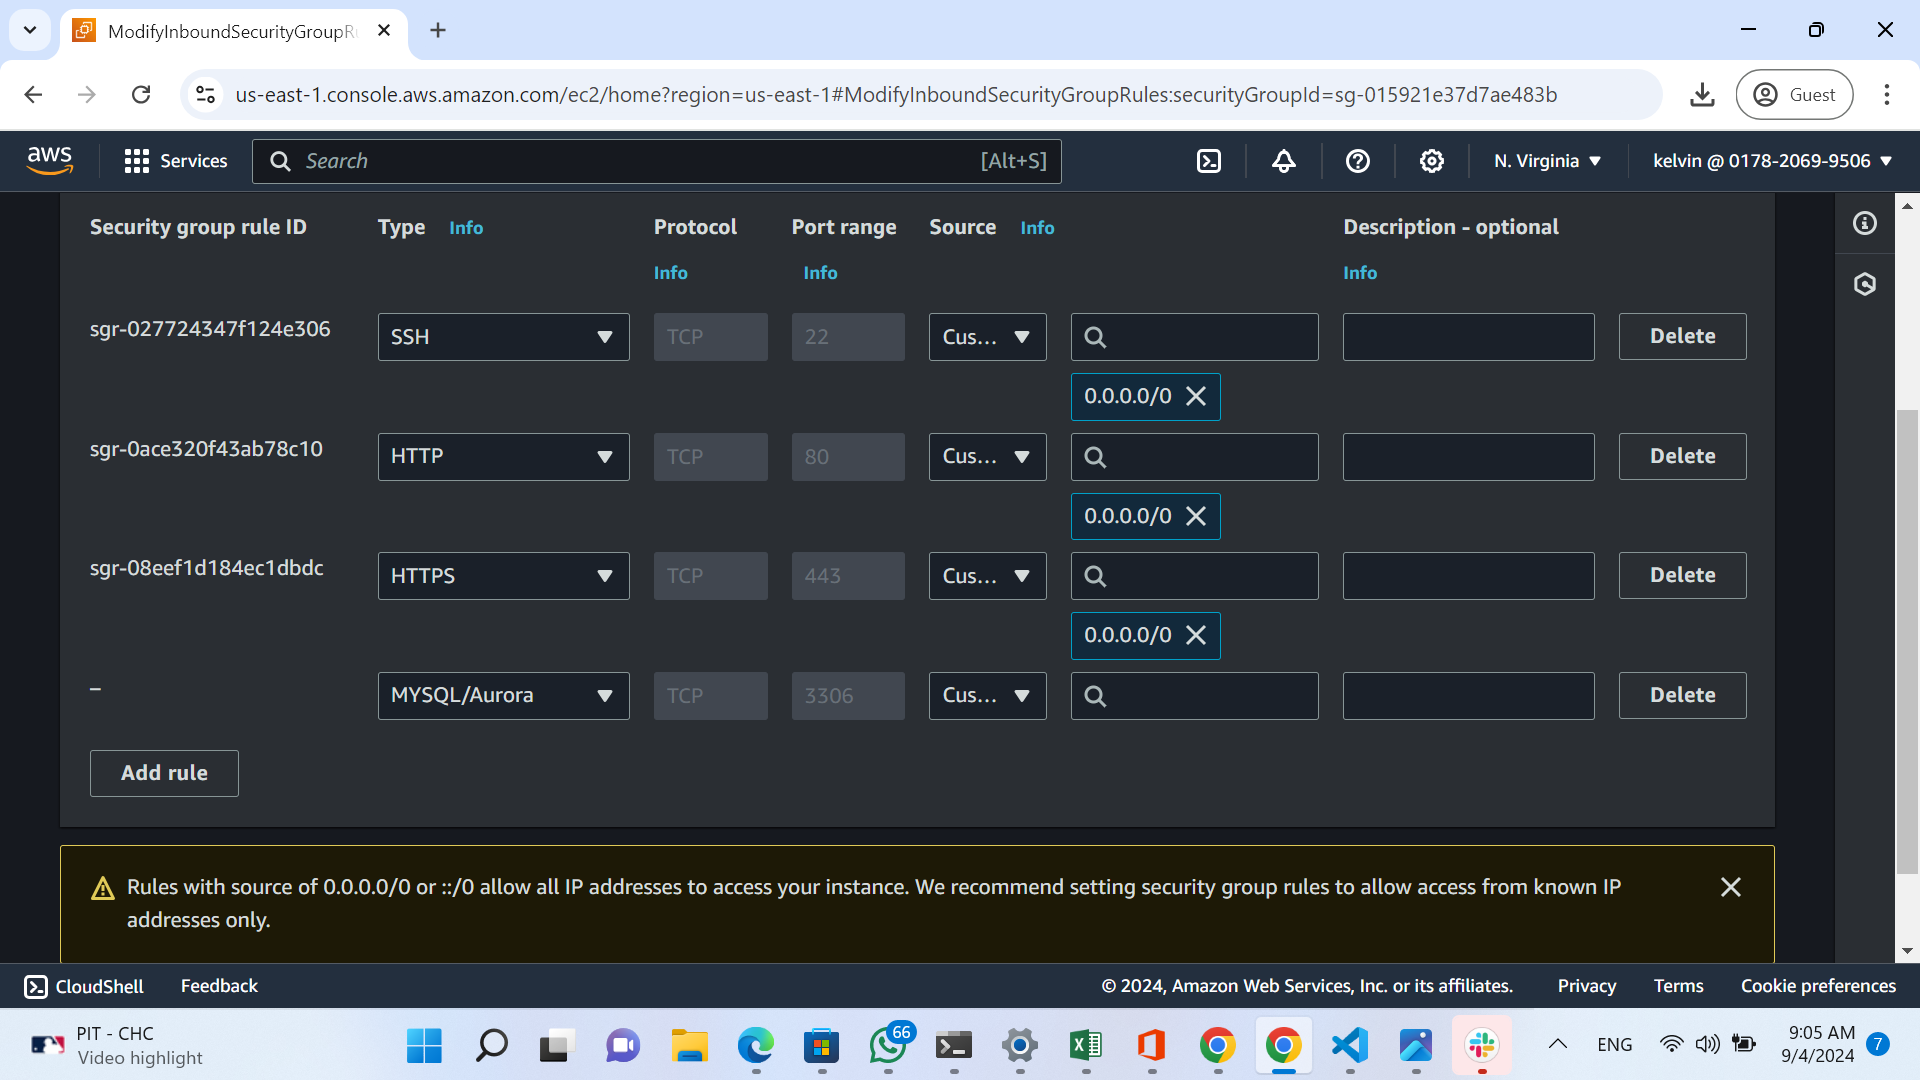 ModifyInboundSecurityGroupRu
us-east-1.console.aws.amazon.com/ec2/home?region=us-east-1#ModifyInboundSecurityGroupRules:securityGroupId=sg-015921e37d7ae483b
Guest
aws
Services
Search
[Alt+S]
N. Virginia
kelvin @ 0178-2069-9506
Security group rule ID
Type Info
Protocol
Info
Port range
Info
Source Info
Description - optional
Info
sgr-027724347f124e306
SSH
TCP
22
Cus...
Delete
0.0.0.0/0
sgr-0ace320f43ab78c10
HTTP
TCP
80
Cus...
Delete
0.0.0.0/0
sgr-08eef1d184ec1dbdc
HTTPS
TCP
443
Cus...
Delete
0.0.0.0/0
–
MYSQL/Aurora
TCP
3306
Cus...
Delete
Add rule
Rules with source of 0.0.0.0/0 or ::/0 allow all IP addresses to access your instance. We recommend setting security group rules to allow access from known IP
addresses only.
CloudShell
Feedback
© 2024, Amazon Web Services, Inc. or its affiliates.
Privacy
Terms
Cookie preferences
PIT - CHC
Video highlight
66
ENG
9:05 AM
9/4/2024
7